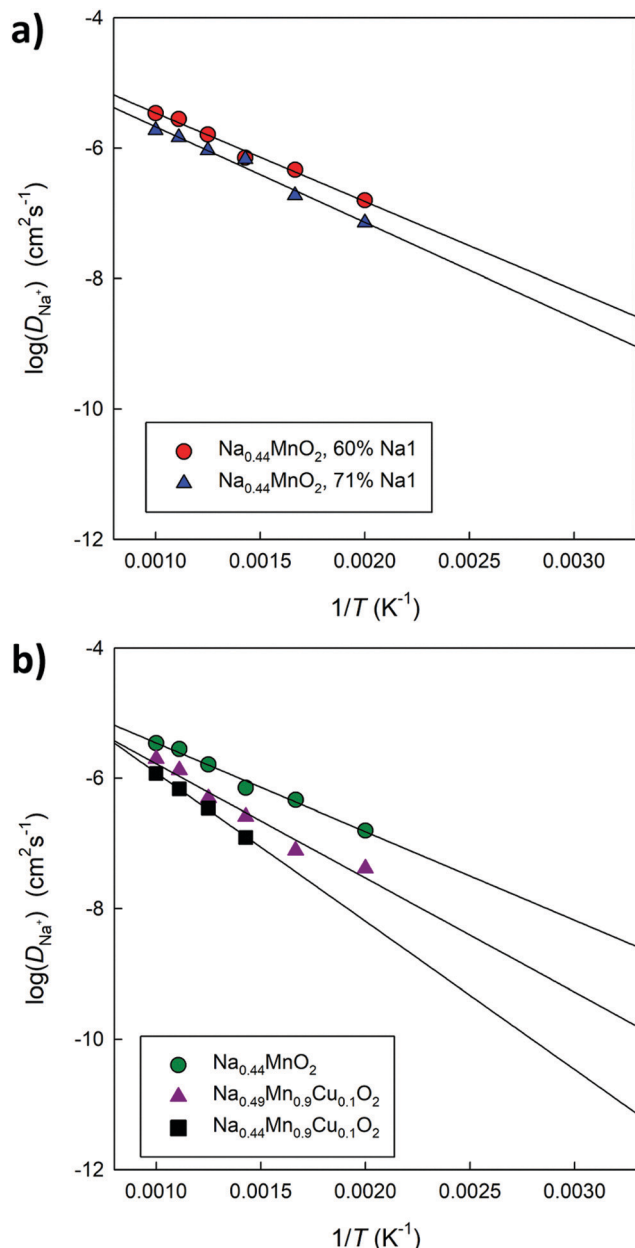 a)
-4
-6
-8
-10
-12
log(D_Na⁺) (cm²s⁻¹)
Na₀.₄₄MnO₂, 60% Na1
Na₀.₄₄MnO₂, 71% Na1
0.0010 0.0015 0.0020 0.0025 0.0030
1/T (K⁻¹)
b)
-4
-6
-8
-10
-12
log(D_Na⁺) (cm²s⁻¹)
Na₀.₄₄MnO₂
Na₀.₄₉Mn₀.₉Cu₀.₁O₂
Na₀.₄₄Mn₀.₉Cu₀.₁O₂
0.0010 0.0015 0.0020 0.0025 0.0030
1/T (K⁻¹)